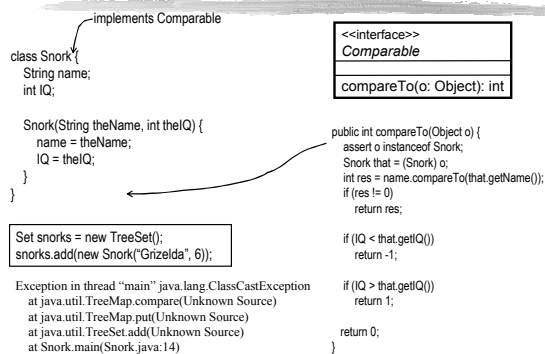 implements Comparable
class Snork {
String name;
int IQ;
Snork(String theName, int theIQ) {
name = theName;
IQ = theIQ;
}
}
Set snorks = new TreeSet();
snorks.add(new Snork(“Grizelda”, 6));
Exception in thread “main” java.lang.ClassCastException
at java.util.TreeMap.compare(Unknown Source)
at java.util.TreeMap.put(Unknown Source)
at java.util.TreeSet.add(Unknown Source)
at Snork.main(Snork.java:14)
<<interface>>
Comparable
compareTo(o: Object): int
public int compareTo(Object o) {
assert o instanceof Snork;
Snork that = (Snork) o;
int res = name.compareTo(that.getName());
if (res != 0)
return res;
if (IQ < that.getIQ())
return -1;
if (IQ > that.getIQ())
return 1;
return 0;
}